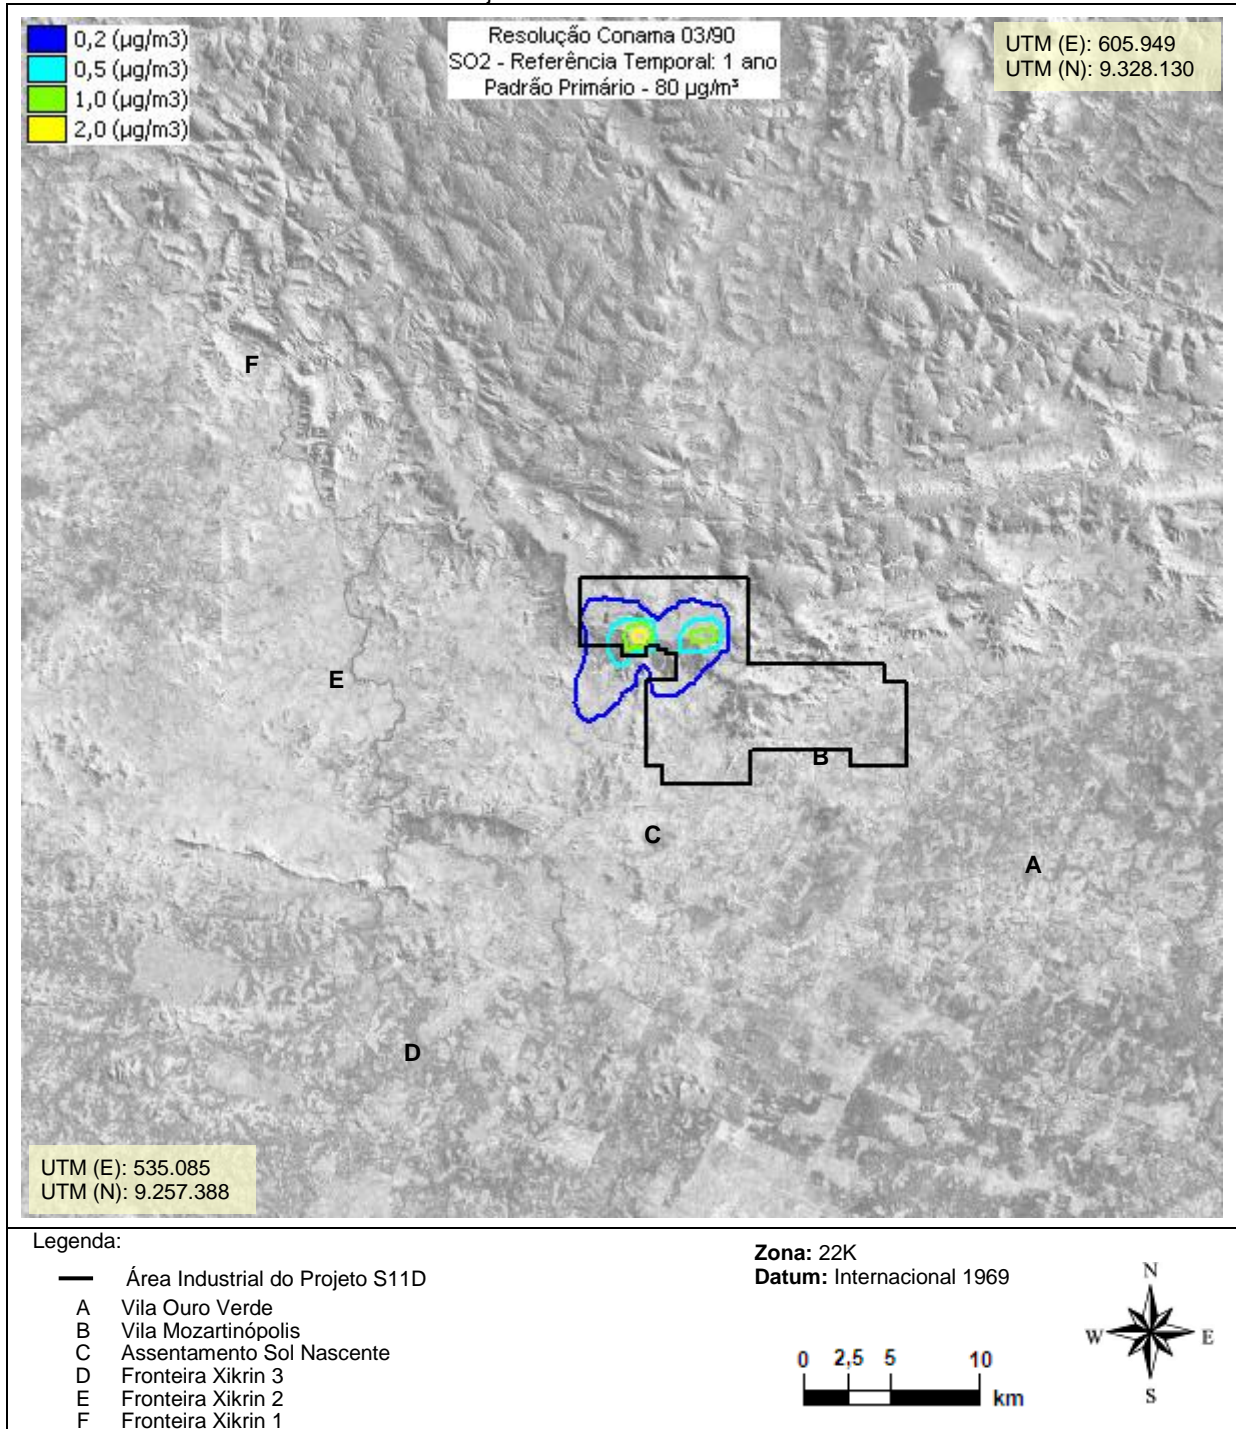 0,2 (µg/m3)
0,5 (µg/m3)
1,0 (µg/m3)
2,0 (µg/m3)
Resolução Conama 03/90
SO2 - Referência Temporal: 1 ano
Padrão Primário - 80 µg/m³
UTM (E): 605.949
UTM (N): 9.328.130
F
E
B
C
A
D
UTM (E): 535.085
UTM (N): 9.257.388
Legenda:
Área Industrial do Projeto S11D
A Vila Ouro Verde
B Vila Mozartinópolis
C Assentamento Sol Nascente
D Fronteira Xikrin 3
E Fronteira Xikrin 2
F Fronteira Xikrin 1
Zona: 22K
Datum: Internacional 1969
0 2,5 5 10
km
N
W E
S